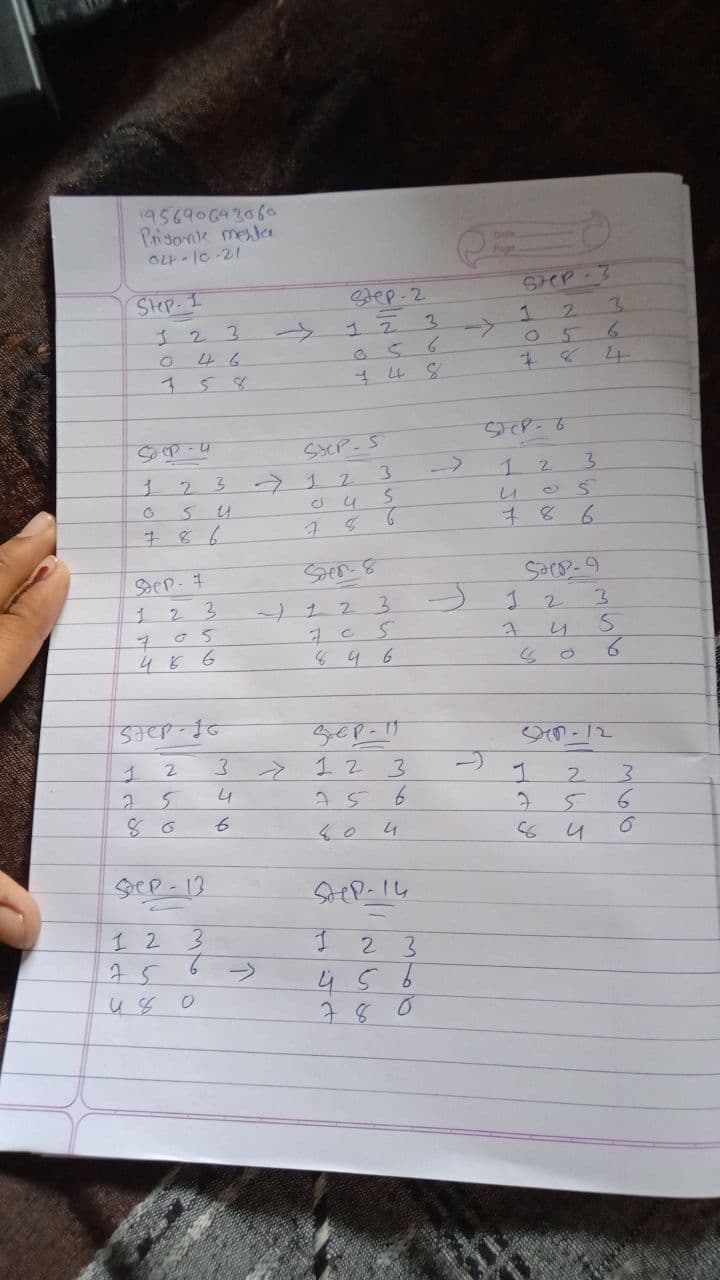 195690693060
Priyank Mehta
04-10-21
Date
Page
Step-1 Step-2 Step-3
1 2 3 → 1 2 3 → 1 2 3
0 4 6 0 5 6 0 5 6
7 5 8 7 4 8 7 8 4
Step-4 Step-5 Step-6
1 2 3 → 1 2 3 → 1 2 3
0 5 4 0 4 5 4 0 5
7 8 6 7 8 6 7 8 6
Step-7 Step-8 Step-9
1 2 3 → 1 2 3 → 1 2 3
7 0 5 7 0 5 7 4 5
4 8 6 8 4 6 8 0 6
Step-10 Step-11 Step-12
1 2 3 → 1 2 3 → 1 2 3
7 5 4 7 5 6 7 5 6
8 0 6 8 0 4 8 4 0
Step-13 Step-14
1 2 3 1 2 3
7 5 6 → 4 5 6
4 8 0 7 8 0